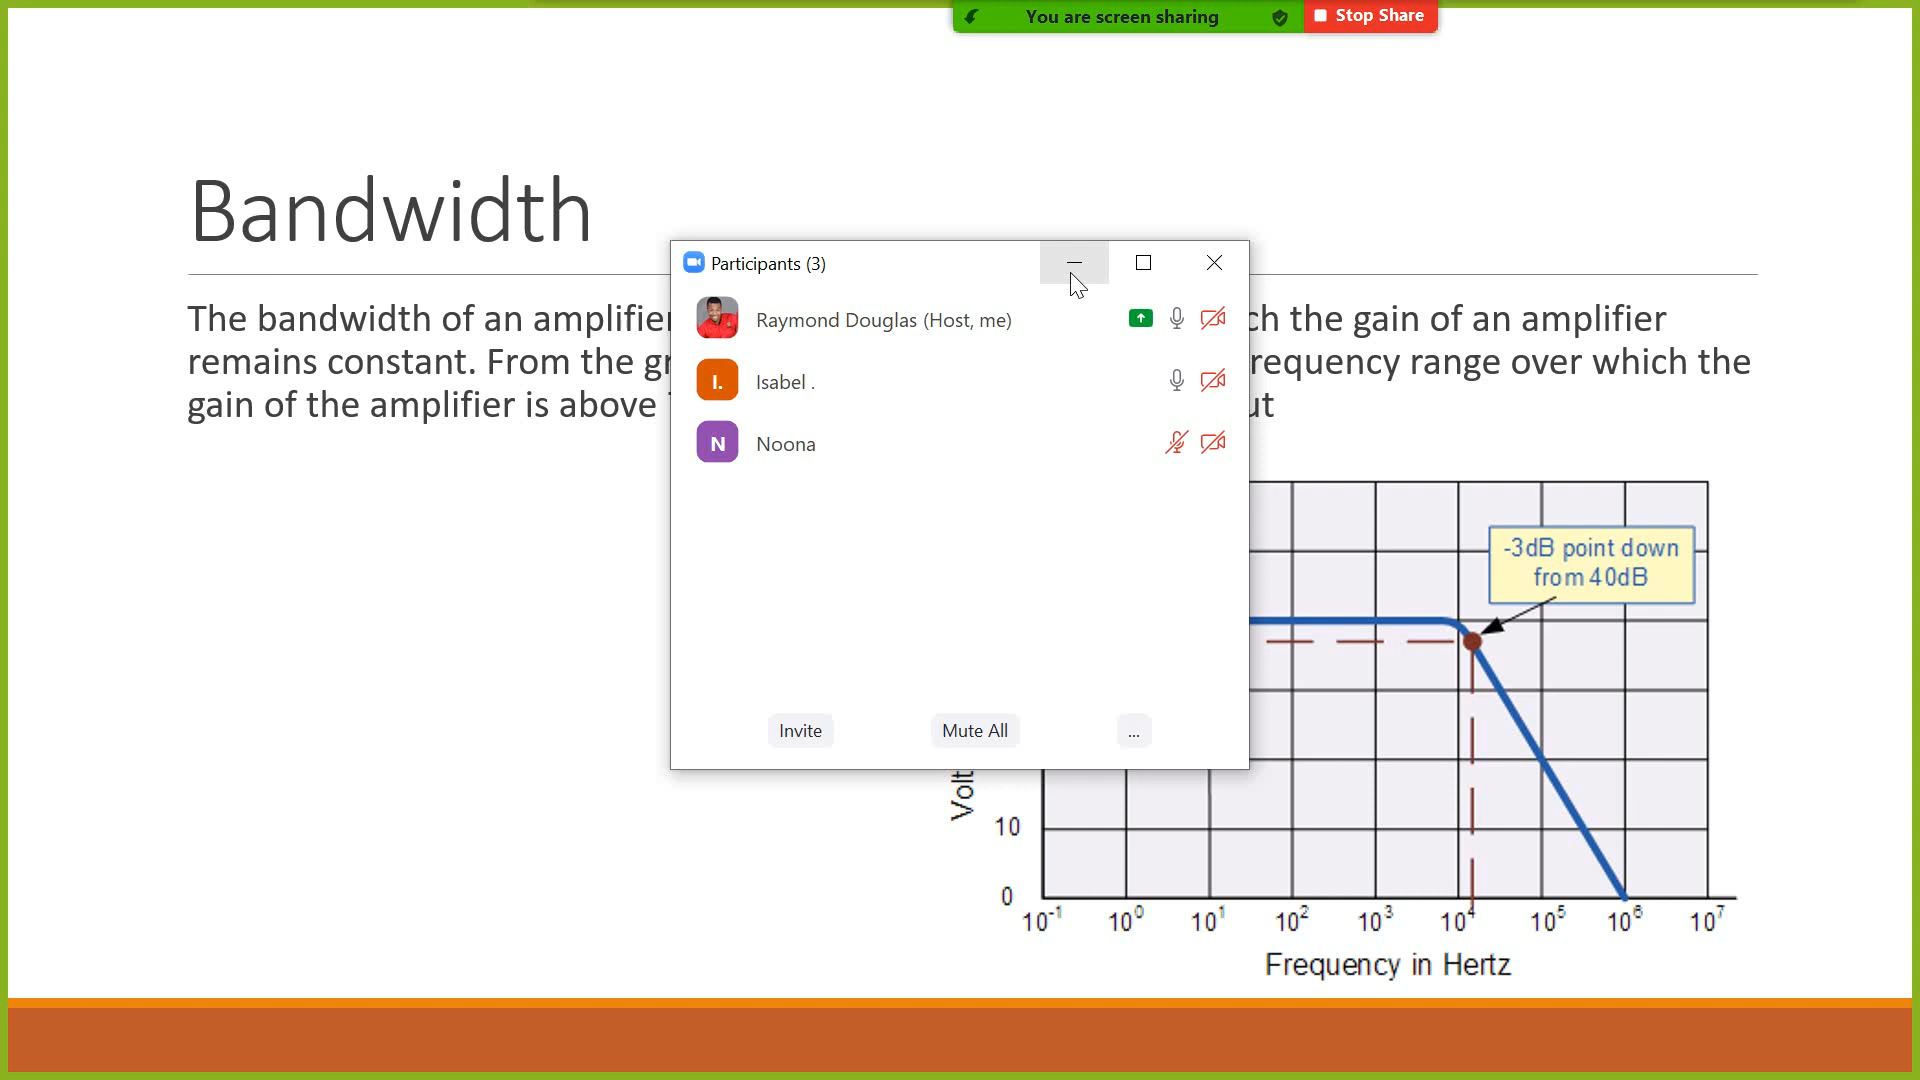 You are screen sharing
Stop Share
Bandwidth
Participants (3)
Raymond Douglas (Host, me)
I.
Isabel .
N
Noona
Invite
Mute All
...
The bandwidth of an amplifier ch the gain of an amplifier
remains constant. From the requency range over which the
gain of the amplifier is above
-3dB point down
from 40dB
Volt
10
0
10⁻¹ 10⁰ 10¹ 10² 10³ 10⁴ 10⁵ 10⁶ 10⁷
Frequency in Hertz